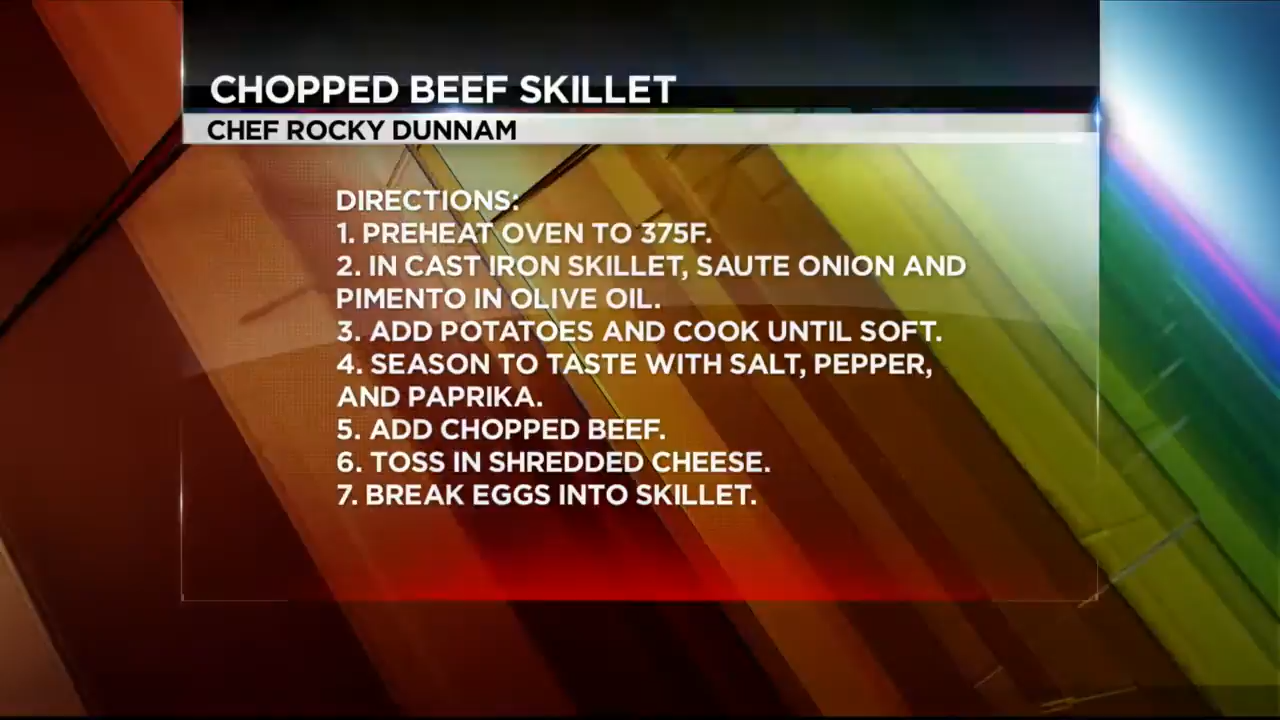 CHOPPED BEEF SKILLET
CHEF ROCKY DUNNAM
DIRECTIONS:
1. PREHEAT OVEN TO 375F.
2. IN CAST IRON SKILLET, SAUTE ONION AND
PIMENTO IN OLIVE OIL.
3. ADD POTATOES AND COOK UNTIL SOFT.
4. SEASON TO TASTE WITH SALT, PEPPER,
AND PAPRIKA.
5. ADD CHOPPED BEEF.
6. TOSS IN SHREDDED CHEESE.
7. BREAK EGGS INTO SKILLET.